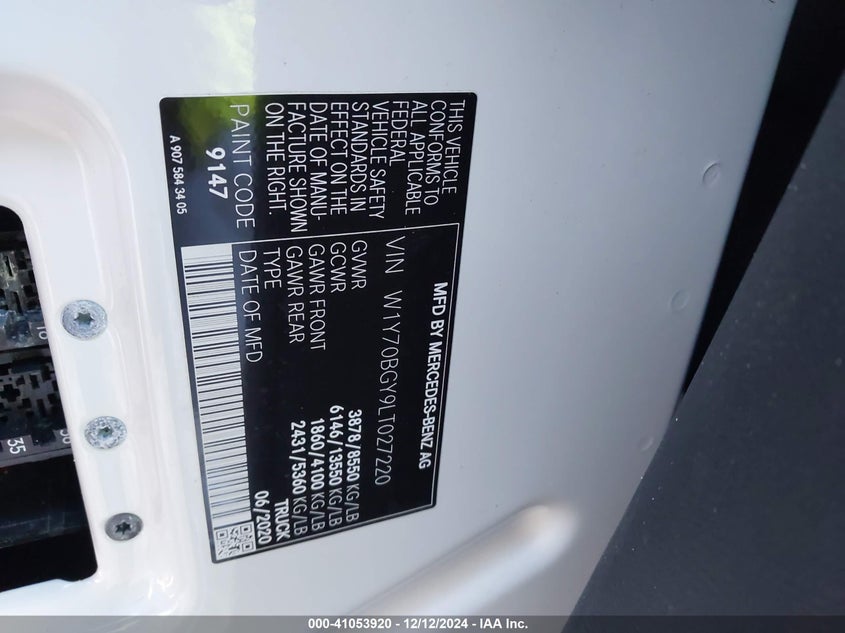 THIS VEHICLE
CONFORMS TO
ALL APPLICABLE
FEDERAL
VEHICLE SAFETY
STANDARDS IN
EFFECT ON THE
DATE OF MANU-
FACTURE SHOWN
ON THE RIGHT.
PAINT CODE
9147
A 907 584 34 05
MFD BY MERCEDES-BENZ AG
VIN W1Y70BGY9LT027220
GVWR 3878/8550 KG/LB
GCWR 6146/13550 KG/LB
GAWR FRONT 1860/4100 KG/LB
GAWR REAR 2431/5360 KG/LB
TYPE TRUCK
DATE OF MFD 06/2020
35
000-41053920 - 12/12/2024 - IAA Inc.